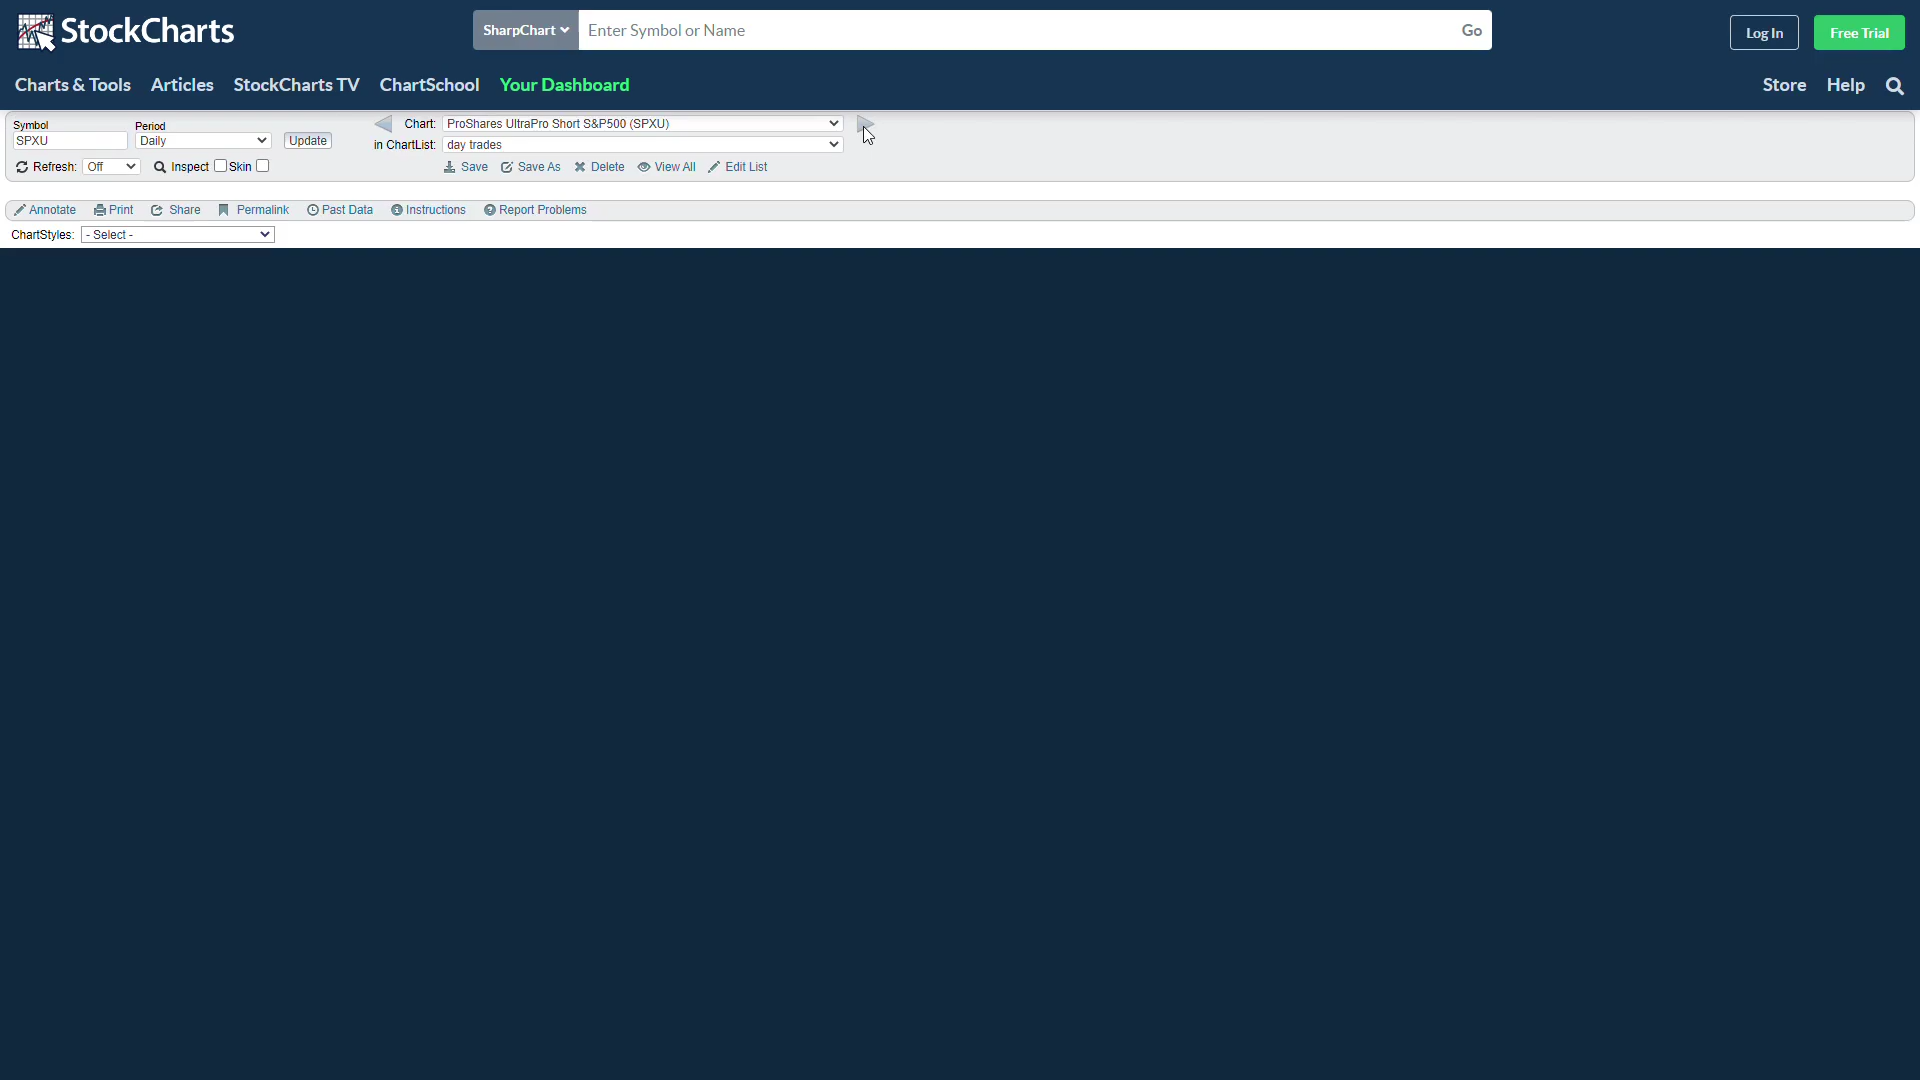 StockCharts
SharpChart
Enter Symbol or Name
Go
Log In
Free Trial
Charts & Tools
Articles
StockCharts TV
ChartSchool
Your Dashboard
Store
Help
Symbol
Period
SPXU
Daily
Update
Chart:
ProShares UltraPro Short S&P500 (SPXU)
in ChartList:
day trades
Refresh:
Off
Inspect
Skin
Save
Save As
Delete
View All
Edit List
Annotate
Print
Share
Permalink
Past Data
Instructions
Report Problems
ChartStyles:
- Select -